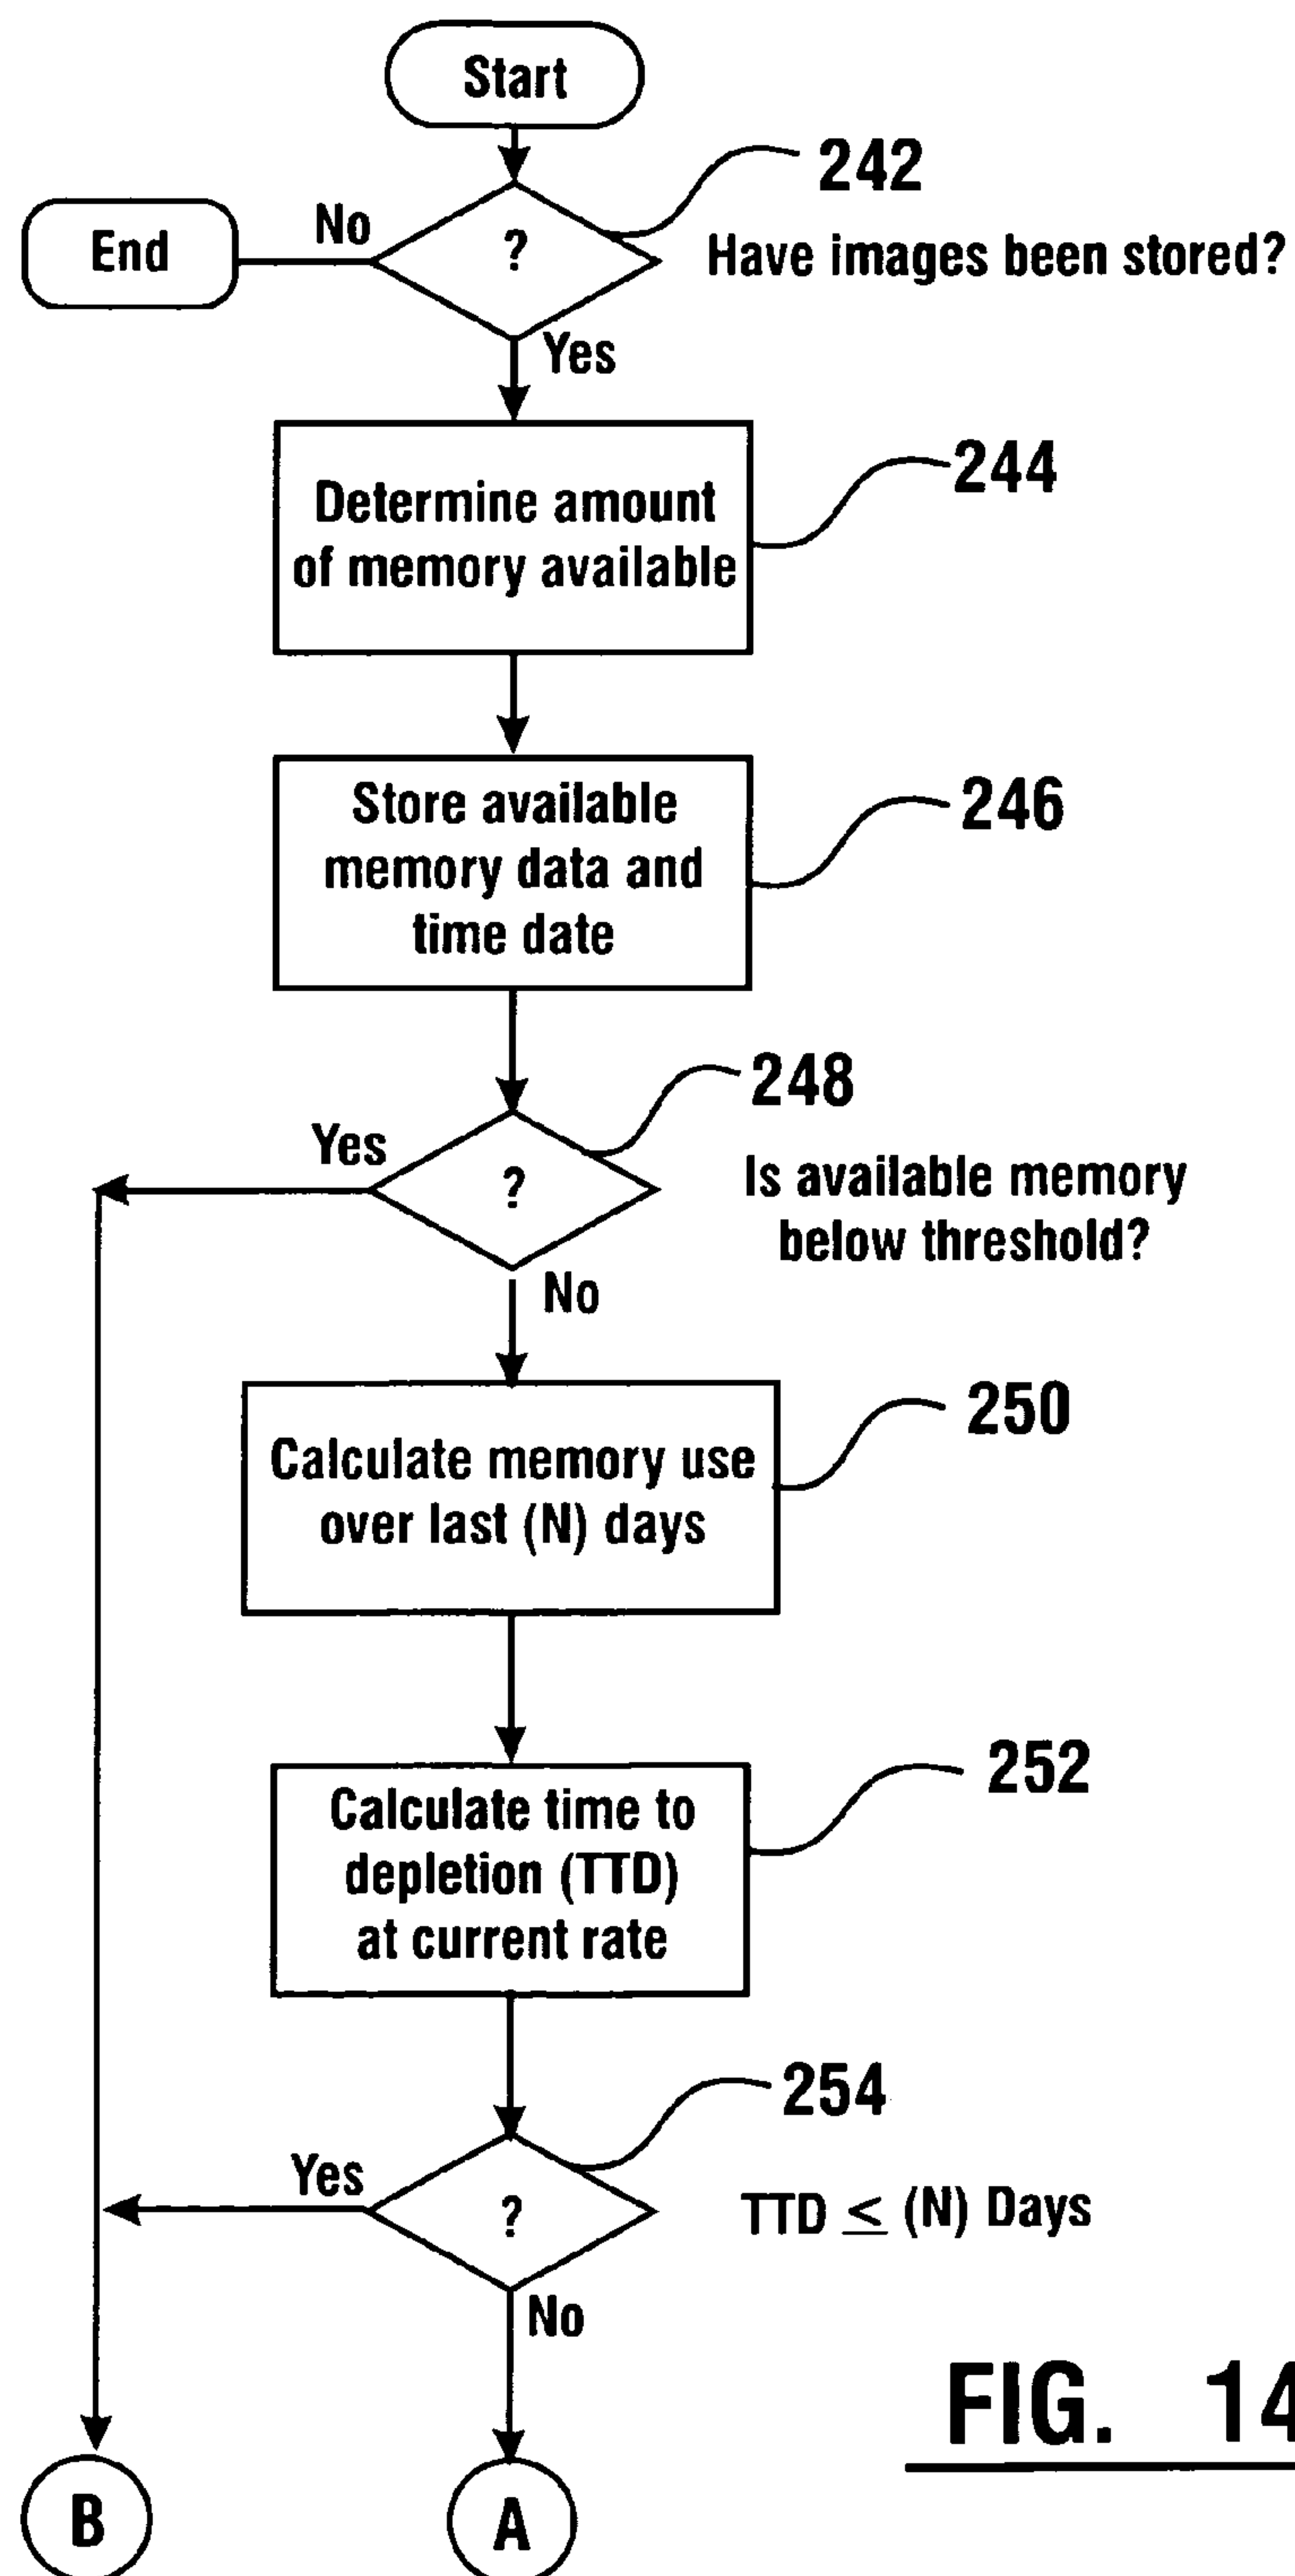 Start
242
?
No
End
Have images been stored?
Yes
244
Determine amount
of memory available
246
Store available
memory data and
time date
248
Yes
?
Is available memory
below threshold?
No
250
Calculate memory use
over last (N) days
252
Calculate time to
depletion (TTD)
at current rate
254
Yes
?
TTD ≤ (N) Days
No
FIG. 14
B
A